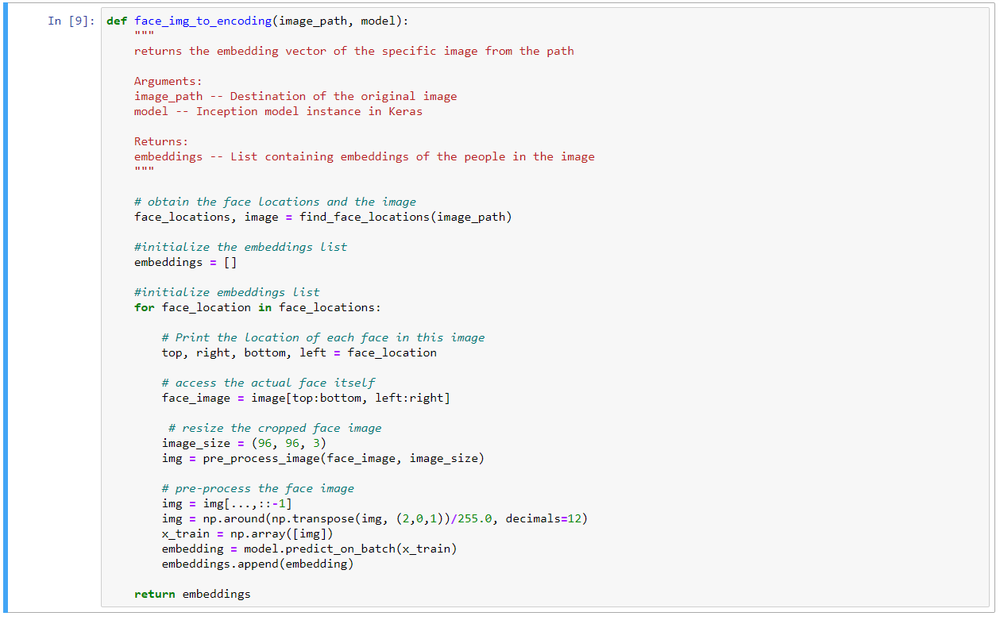 In [9]: def face_img_to_encoding(image_path, model):
    """
    returns the embedding vector of the specific image from the path

    Arguments:
    image_path -- Destination of the original image
    model -- Inception model instance in Keras

    Returns:
    embeddings -- List containing embeddings of the people in the image
    """

    # obtain the face locations and the image
    face_locations, image = find_face_locations(image_path)

    #initialize the embeddings list
    embeddings = []

    #initialize embeddings list
    for face_location in face_locations:

        # Print the location of each face in this image
        top, right, bottom, left = face_location

        # access the actual face itself
        face_image = image[top:bottom, left:right]

         # resize the cropped face image
        image_size = (96, 96, 3)
        img = pre_process_image(face_image, image_size)

        # pre-process the face image
        img = img[...,::-1]
        img = np.around(np.transpose(img, (2,0,1))/255.0, decimals=12)
        x_train = np.array([img])
        embedding = model.predict_on_batch(x_train)
        embeddings.append(embedding)

    return embeddings